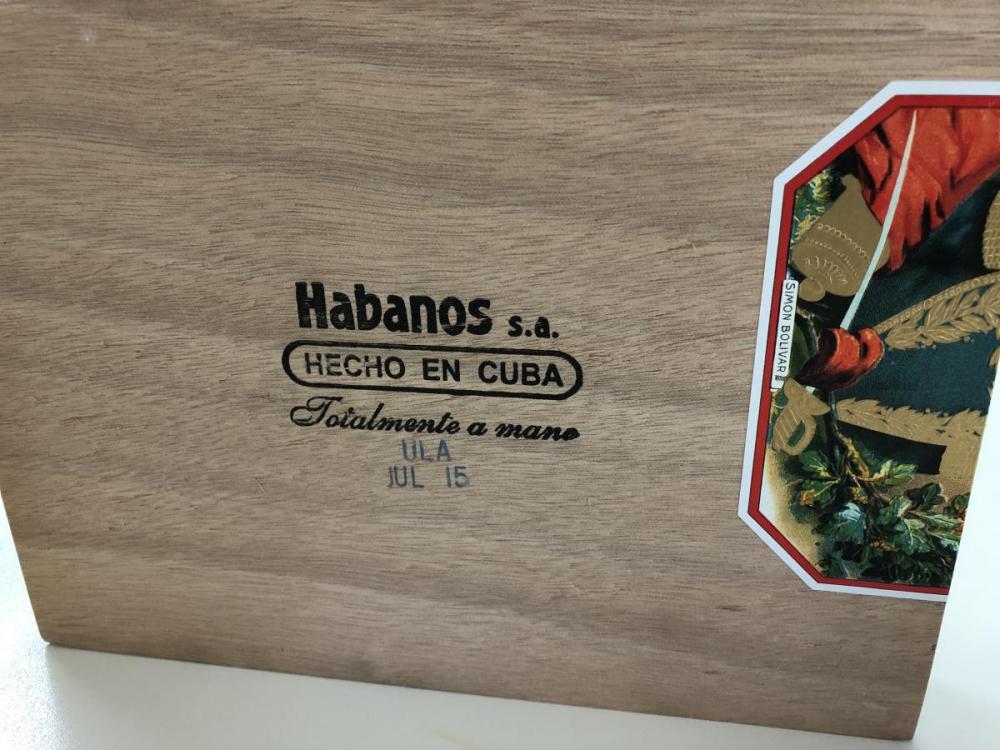 Habanos s.a.
HECHO EN CUBA
Totalmente a mano
ULA
JUL 15
SIMON BOLIVAR